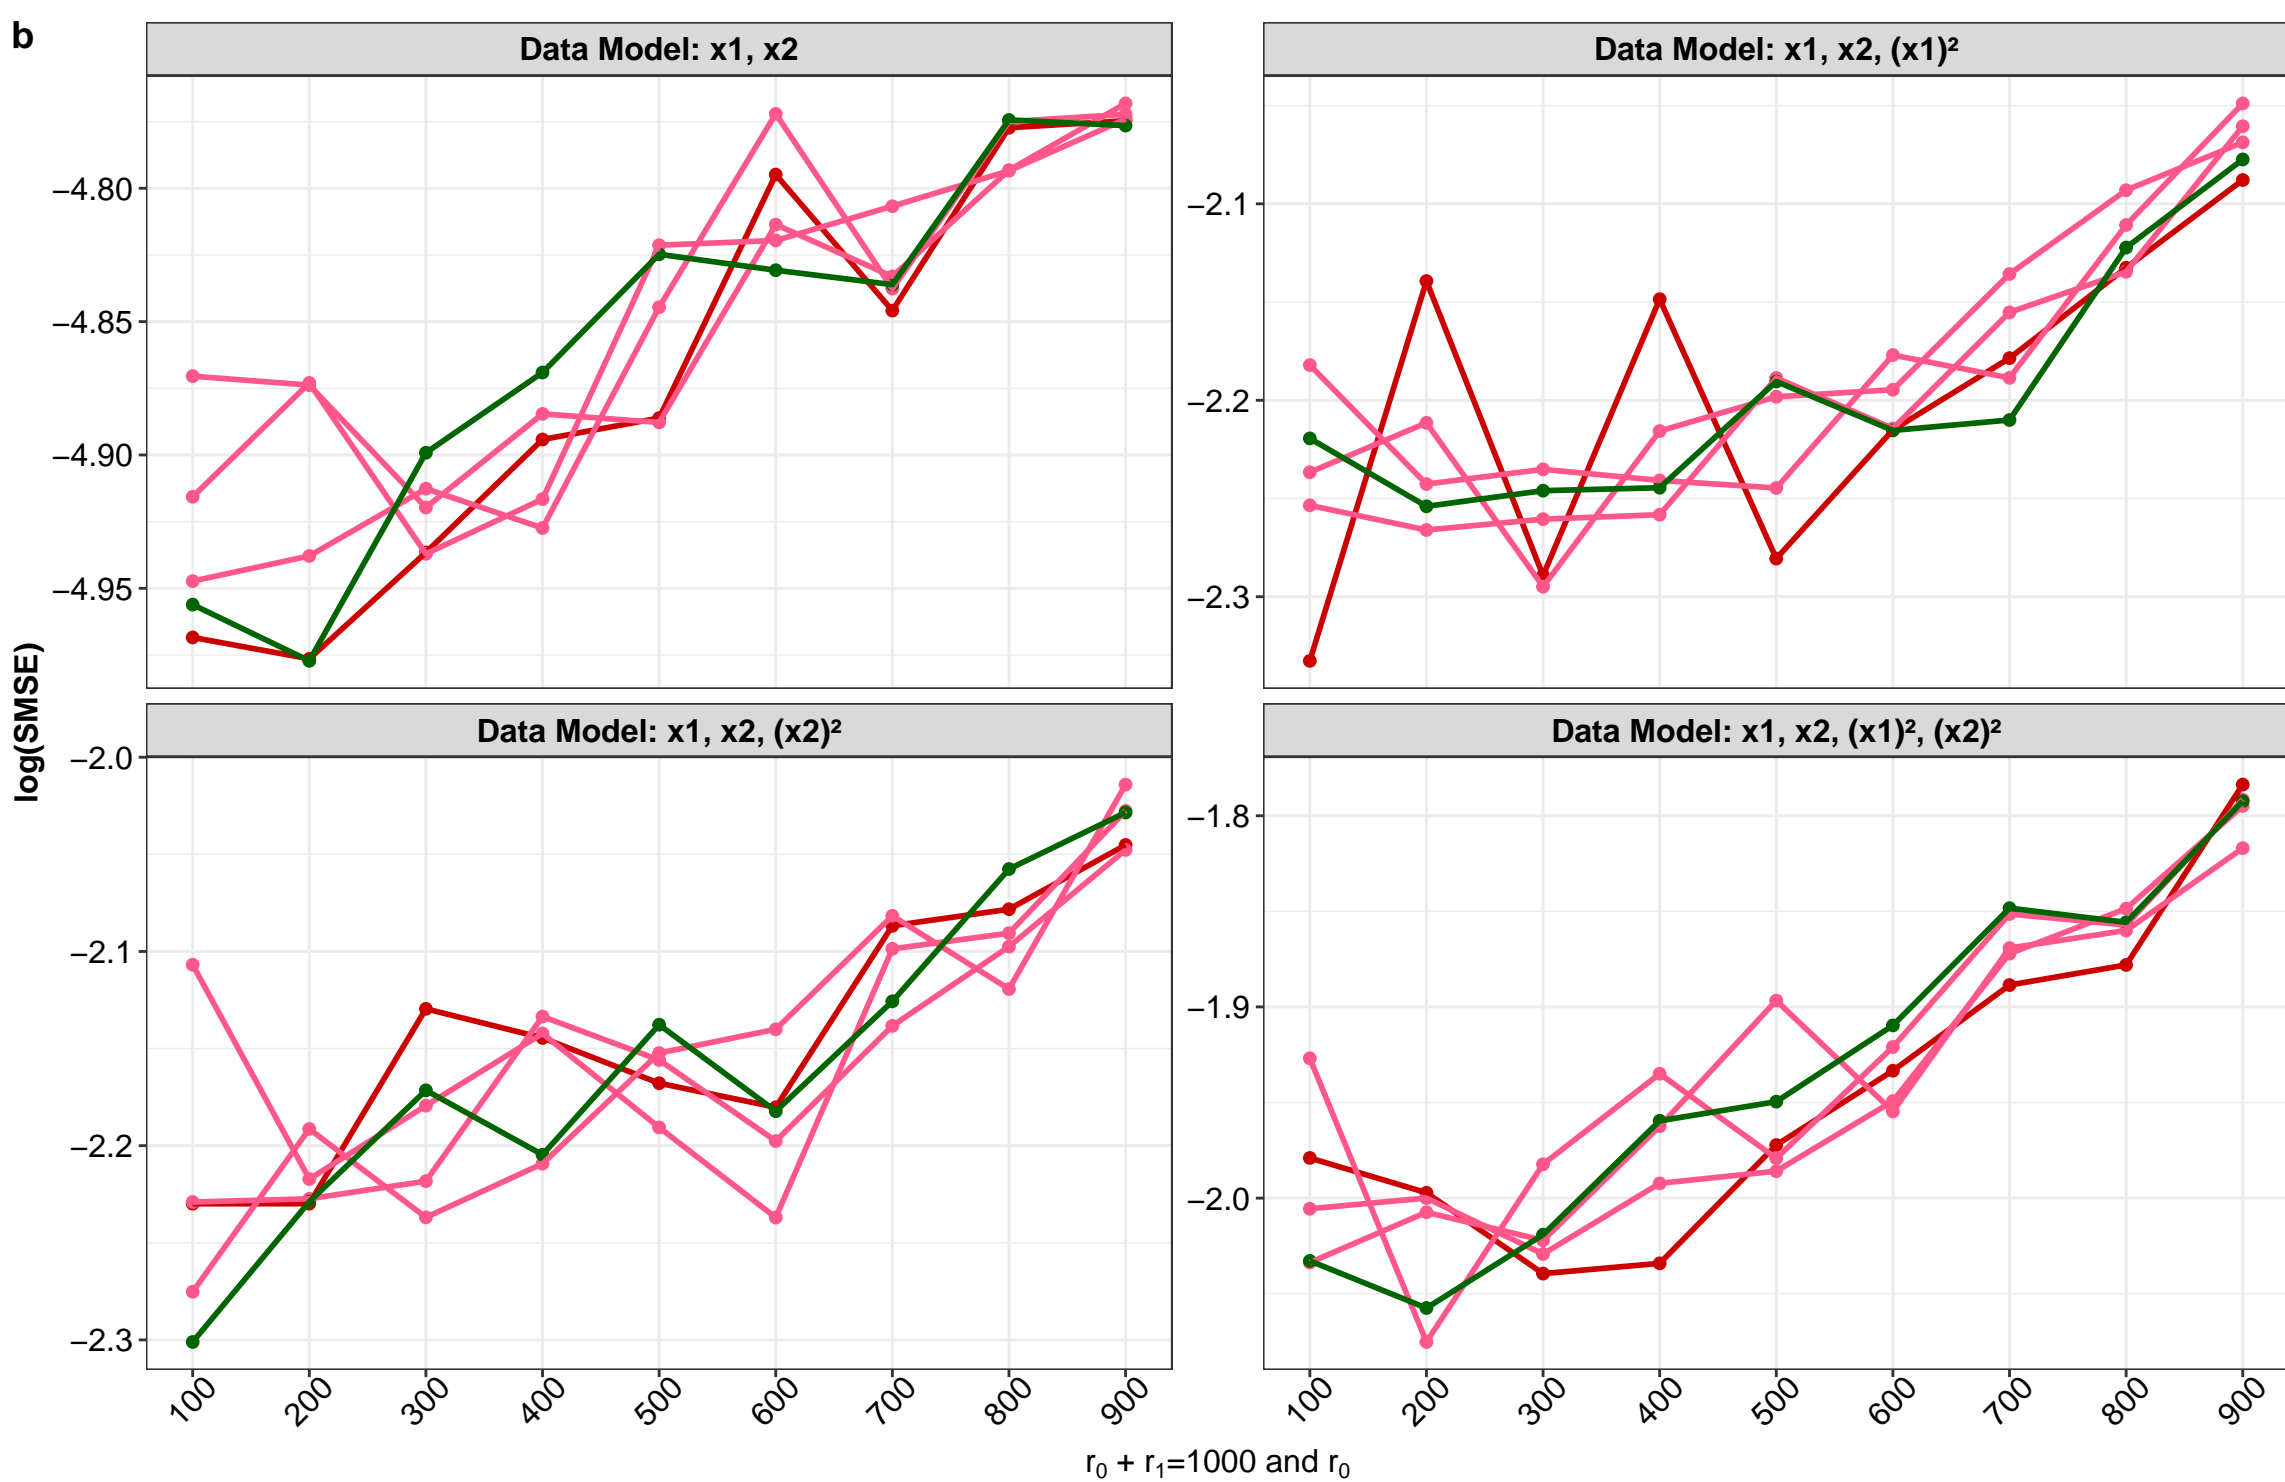 b
Data Model: x1, x2
Data Model: x1, x2, (x1)²
−4.80
−4.85
−4.90
−4.95
−2.1
−2.2
−2.3
Data Model: x1, x2, (x2)²
Data Model: x1, x2, (x1)², (x2)²
−2.0
−2.1
−2.2
−2.3
−1.8
−1.9
−2.0
log(SMSE)
100 200 300 400 500 600 700 800 900
100 200 300 400 500 600 700 800 900
r₀ + r₁=1000 and r₀